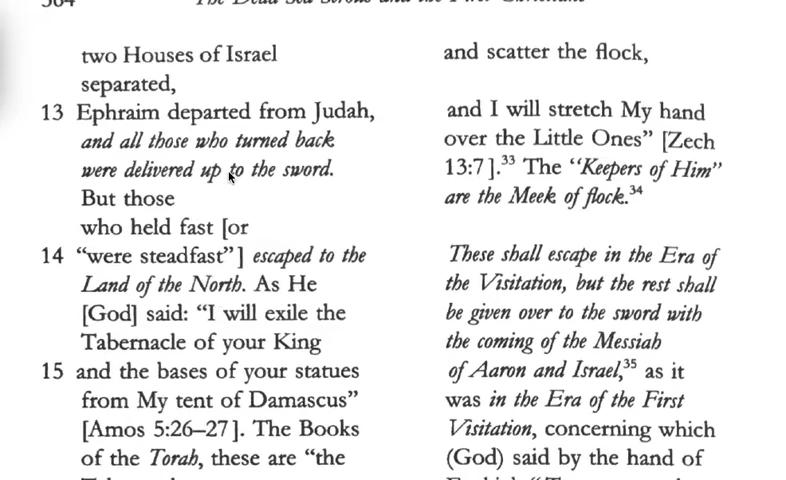 two Houses of Israel
separated,
13 Ephraim departed from Judah,
and all those who turned back
were delivered up to the sword.
But those
who held fast [or
14 “were steadfast”] escaped to the
Land of the North. As He
[God] said: “I will exile the
Tabernacle of your King
15 and the bases of your statues
from My tent of Damascus”
[Amos 5:26–27]. The Books
of the Torah, these are “the
and scatter the flock,
and I will stretch My hand
over the Little Ones” [Zech
13:7].³³ The “Keepers of Him”
are the Meek of flock.³⁴
These shall escape in the Era of
the Visitation, but the rest shall
be given over to the sword with
the coming of the Messiah
of Aaron and Israel,³⁵ as it
was in the Era of the First
Visitation, concerning which
(God) said by the hand of